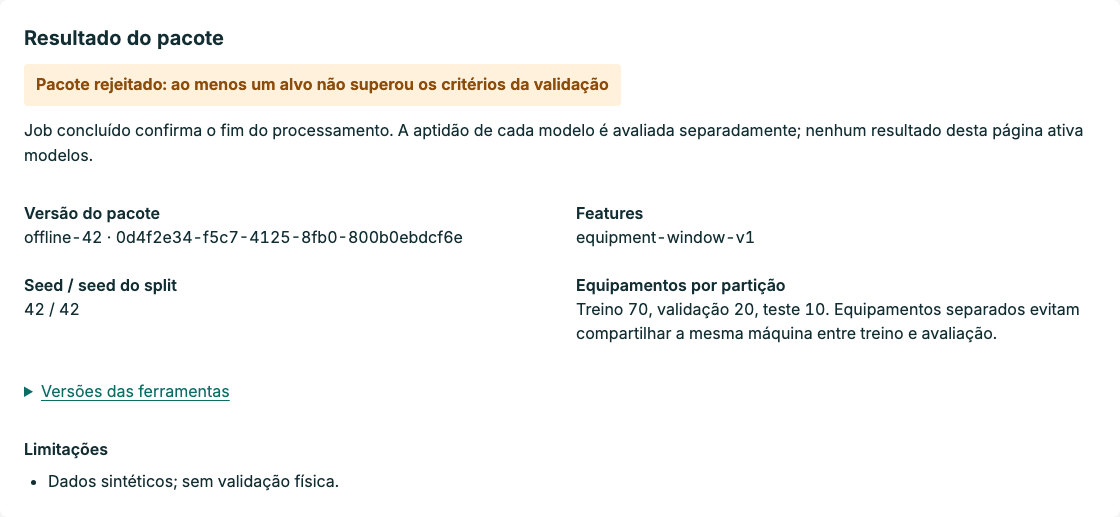 Resultado do pacote
Pacote rejeitado: ao menos um alvo não superou os critérios da validação
Job concluído confirma o fim do processamento. A aptidão de cada modelo é avaliada separadamente; nenhum resultado desta página ativa
modelos.
Versão do pacote
offline-42 · 0d4f2e34-f5c7-4125-8fb0-800b0ebdcf6e
Features
equipment-window-v1
Seed / seed do split
42 / 42
Equipamentos por partição
Treino 70, validação 20, teste 10. Equipamentos separados evitam
compartilhar a mesma máquina entre treino e avaliação.
Versões das ferramentas
Limitações
• Dados sintéticos; sem validação física.